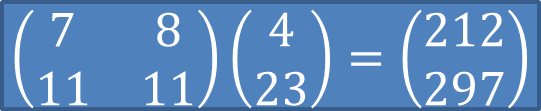 (7 8) (4) = (212)
(11 11) (23) (297)